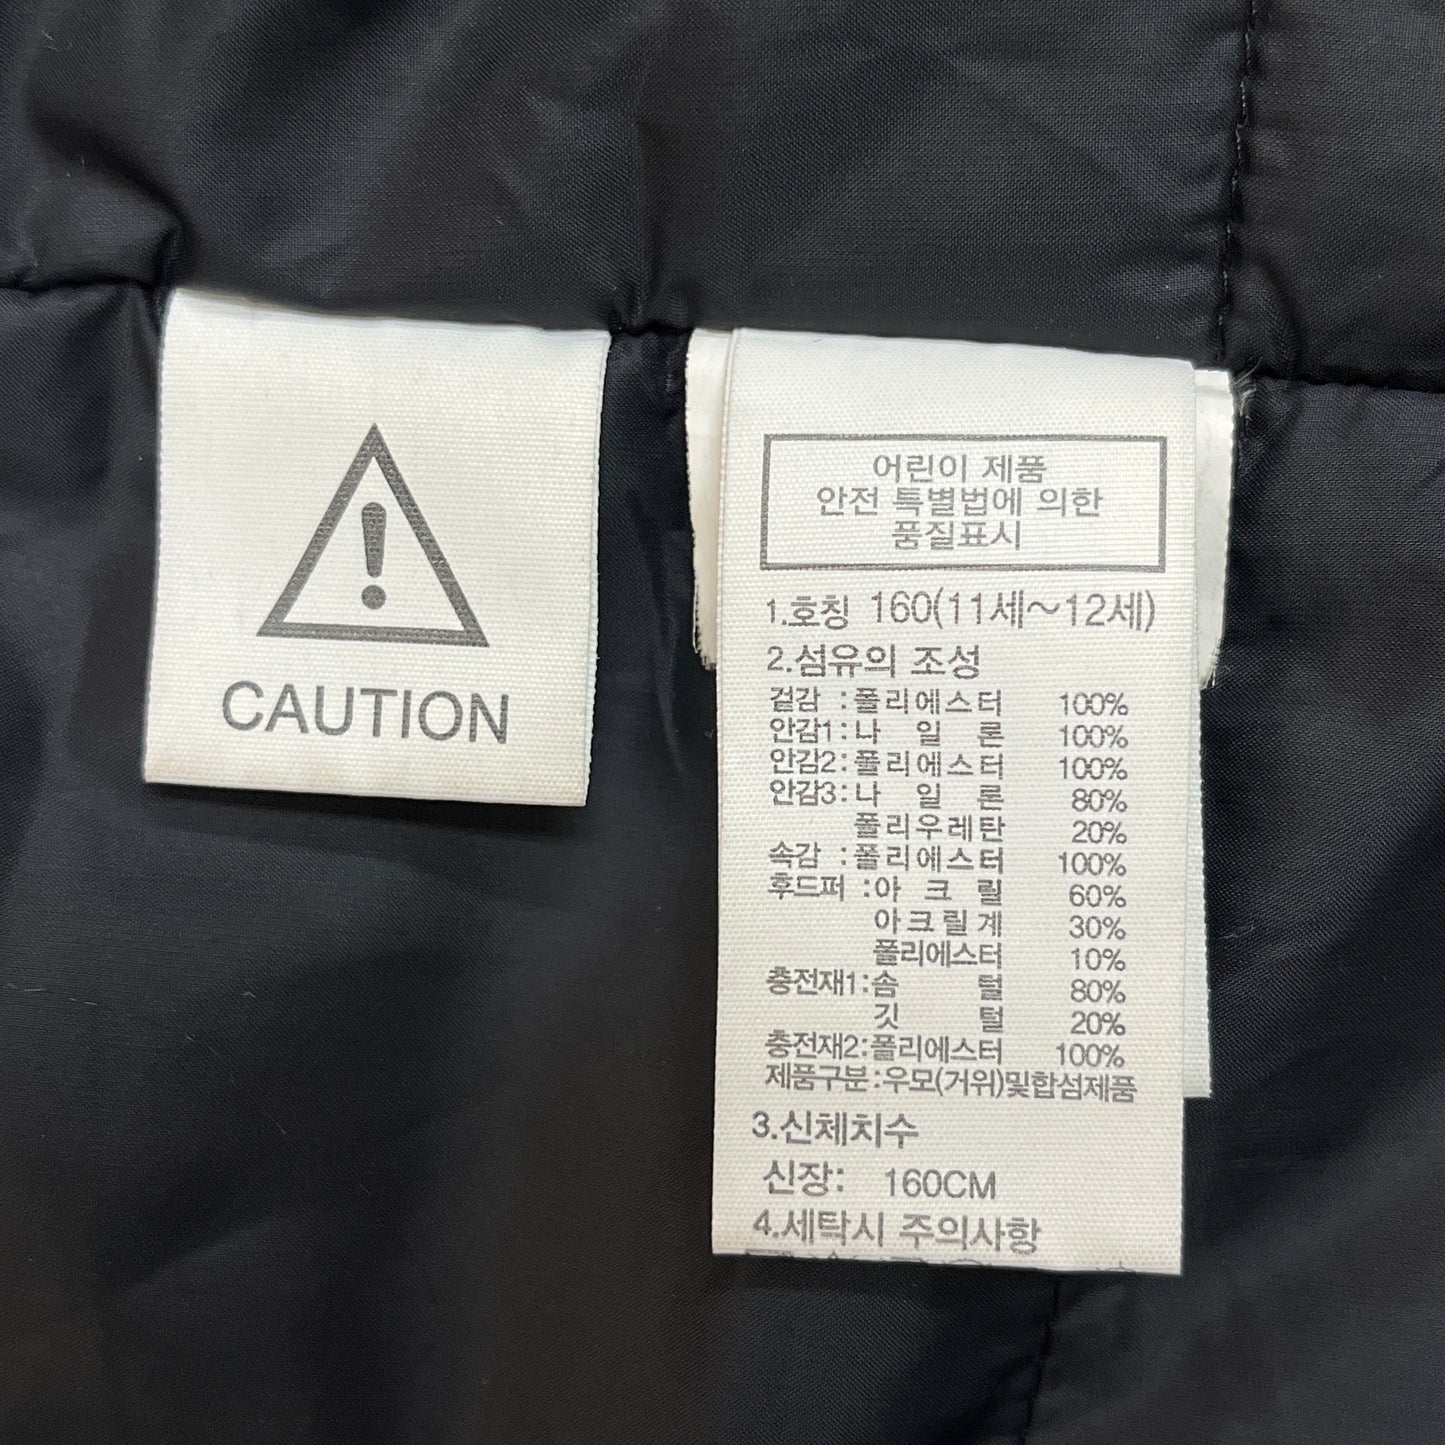 CAUTION
어린이 제품
안전 특별법에 의한
품질표시
1.호칭 160(11세~12세)
2.섬유의 조성
겉감 : 폴리에스터 100%
안감1 : 나 일 론 100%
안감2 : 폴리에스터 100%
안감3 : 나 일 론 80%
폴리우레탄 20%
속감 : 폴리에스터 100%
후드퍼 : 아 크 릴 60%
아크릴계 30%
폴리에스터 10%
충전재1 : 솜 털 80%
깃 털 20%
충전재2 : 폴리에스터 100%
제품구분 : 우모(거위)및합섬제품
3.신체치수
신장: 160CM
4.세탁시 주의사항